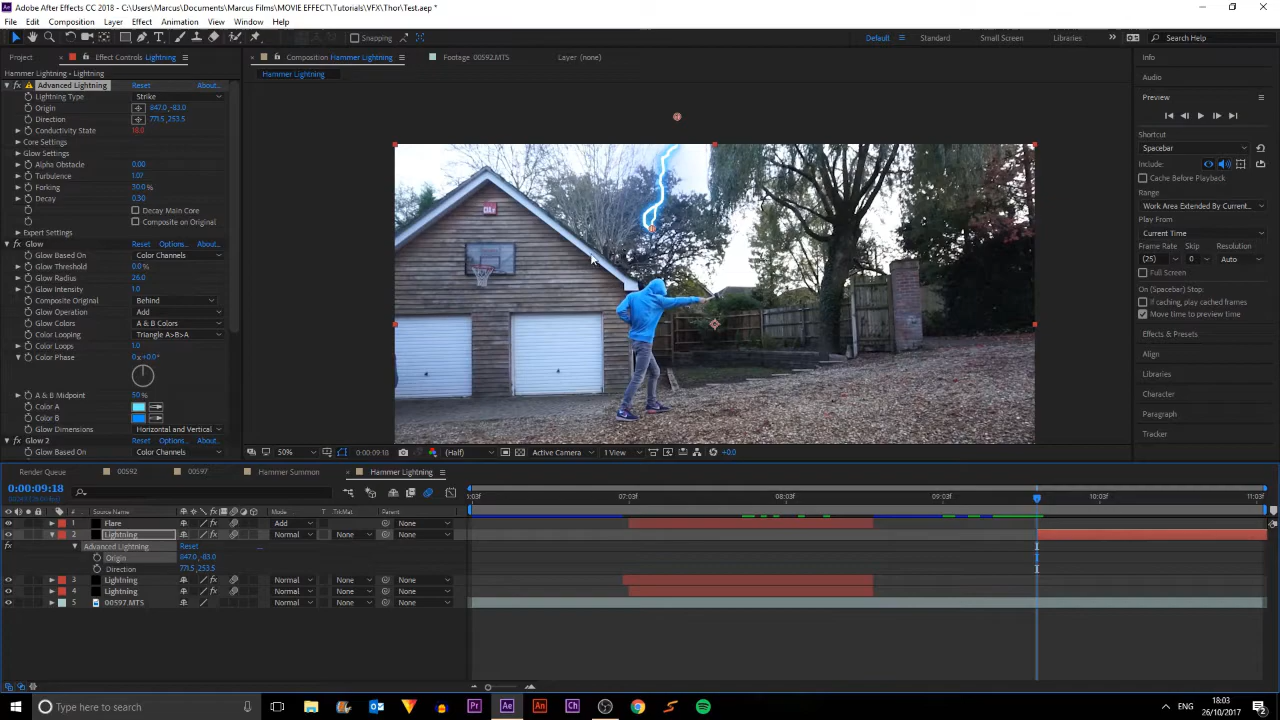 Adobe After Effects CC 2018 - C:\Users\Marcus\Documents\Marcus Films\MOVIE EFFECT\Tutorials\VFX\Thor\Test.aep *
File Edit Composition Layer Effect Animation View Window Help
Snapping Default Standard Small Screen Libraries Search Help
Project Effect Controls Lightning Composition Hammer Lightning Footage 00592.MTS Layer (none) Info
Hammer Lightning - Lightning Hammer Lightning
Audio
Advanced Lightning Reset About...
Lightning Type Strike
Origin 847.0,-83.0
Direction 771.5,253.5
Conductivity State 18.0
Core Settings
Glow Settings
Alpha Obstacle 0.00
Turbulence 1.07
Forking 30.0 %
Decay 0.30
Decay Main Core
Composite on Original
Expert Settings
Glow Reset Options... About...
Glow Based On Color Channels
Glow Threshold 0.0 %
Glow Radius 26.0
Glow Intensity 1.0
Composite Original Behind
Glow Operation Add
Glow Colors A & B Colors
Color Looping Triangle A>B>A
Color Loops 1.0
Color Phase 0x+0.0°
A & B Midpoint 50 %
Color A
Color B
Glow Dimensions Horizontal and Vertical
Glow 2 Reset Options... About...
Glow Based On Color Channels
50% 0:00:09:18 (Half) Active Camera 1 View +0.0
Preview
Shortcut
Spacebar
Include:
Cache Before Playback
Range
Work Area Extended By Current...
Play From
Current Time
Frame Rate Skip Resolution
(25) 0 Auto
Full Screen
On (Spacebar) Stop:
If caching, play cached frames
Move time to preview time
Effects & Presets
Align
Libraries
Character
Paragraph
Tracker
Render Queue 00592 00597 Hammer Summon Hammer Lightning
0:00:09:18
07:03f 08:03f 09:03f 10:03f 11:03f
# Source Name Mode T TrkMat Parent
1 Flare Add None
2 Lightning Normal None None
Advanced Lightning Reset ...
Origin 847.0,-83.0
Direction 771.5,253.5
3 Lightning Normal None None
4 Lightning Normal None None
5 00597.MTS Normal None None
Type here to search
Pr Ae An Ch
18:03
26/10/2017